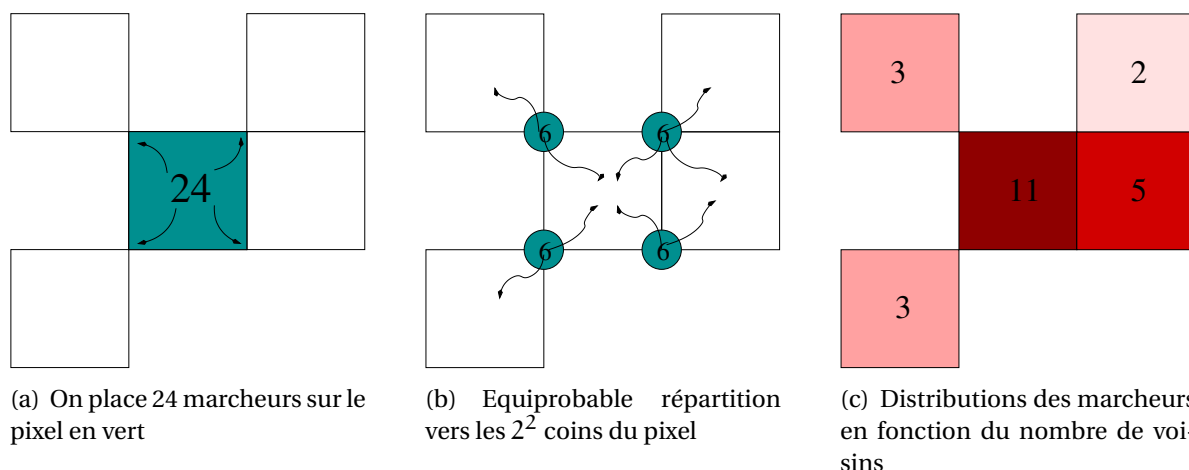 3
2
6
6
24
11
5
6
6
3
(a) On place 24 marcheurs sur le
pixel en vert
(b) Equiprobable répartition
vers les 2² coins du pixel
(c) Distributions des marcheurs
en fonction du nombre de voi-
sins